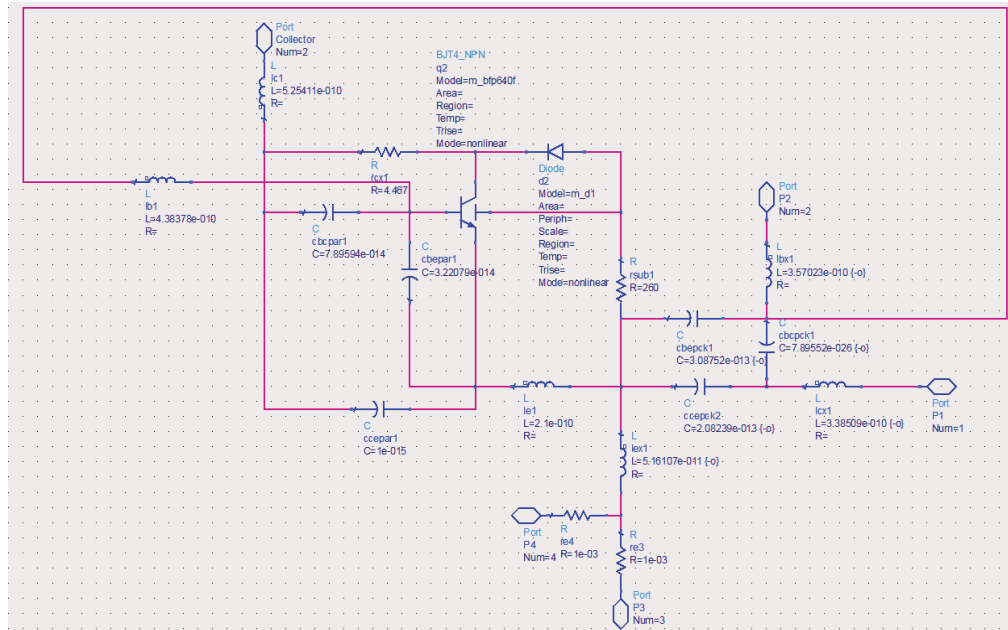 Port
Collector
Num=2
L
lc1
L=5.25411e-010
R=
BJT4_NPN
q2
Model=m_bfp640f
Area=
Region=
Temp=
Trise=
Mode=nonlinear
R
rcx1
R=4.467
L
lb1
L=4.38378e-010
R=
C
cbcpar1
C=7.89594e-014
C
cbepar1
C=3.22079e-014
Diode
d2
Model=m_d1
Area=
Periph=
Scale=
Region=
Temp=
Trise=
Mode=nonlinear
Port
P2
Num=2
L
lbx1
L=3.57023e-010 {-o}
R=
R
rsub1
R=260
C
cbepck1
C=3.08752e-013 {-o}
C
cbcpck1
C=7.89552e-026 {-o}
C
ccepar1
C=1e-015
L
le1
L=2.1e-010
R=
C
ccepck2
C=2.08239e-013 {-o}
L
lcx1
L=3.38509e-010 {-o}
R=
Port
P1
Num=1
L
lex1
L=5.16107e-011 {-o}
R=
Port
P4
Num=4
R
re4
R=1e-03
R
re3
R=1e-03
Port
P3
Num=3